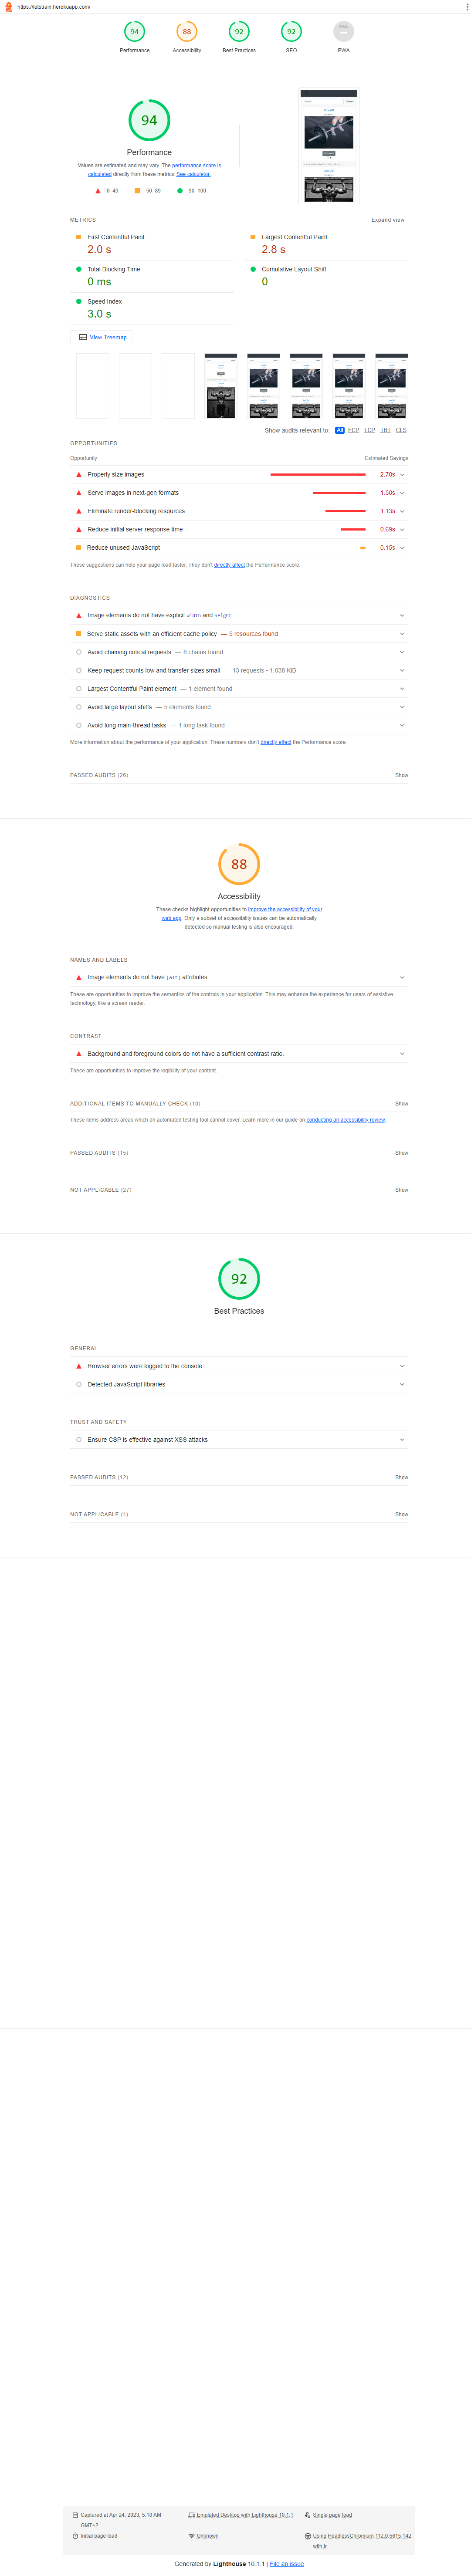 https://letstrain.herokuapp.com/
94 88 92 92
Performance Accessibility Best Practices SEO PWA
94
Performance
Values are estimated and may vary. The performance score is
calculated directly from these metrics. See calculator.
0–49 50–89 90–100
METRICS Expand view
First Contentful Paint Largest Contentful Paint
2.0 s 2.8 s
Total Blocking Time Cumulative Layout Shift
0 ms 0
Speed Index
3.0 s
View Treemap
Show audits relevant to: All FCP LCP TBT CLS
OPPORTUNITIES
Opportunity Estimated Savings
Properly size images 2.70s
Serve images in next-gen formats 1.50s
Eliminate render-blocking resources 1.13s
Reduce initial server response time 0.69s
Reduce unused JavaScript 0.15s
These suggestions can help your page load faster. They don't directly affect the Performance score.
DIAGNOSTICS
Image elements do not have explicit width and height
Serve static assets with an efficient cache policy — 5 resources found
Avoid chaining critical requests — 8 chains found
Keep request counts low and transfer sizes small — 13 requests • 1,038 KiB
Largest Contentful Paint element — 1 element found
Avoid large layout shifts — 5 elements found
Avoid long main-thread tasks — 1 long task found
More information about the performance of your application. These numbers don't directly affect the Performance score.
PASSED AUDITS (26) Show
88
Accessibility
These checks highlight opportunities to improve the accessibility of your
web app. Only a subset of accessibility issues can be automatically
detected so manual testing is also encouraged.
NAMES AND LABELS
Image elements do not have [alt] attributes
These are opportunities to improve the semantics of the controls in your application. This may enhance the experience for users of assistive
technology, like a screen reader.
CONTRAST
Background and foreground colors do not have a sufficient contrast ratio.
These are opportunities to improve the legibility of your content.
ADDITIONAL ITEMS TO MANUALLY CHECK (10) Show
These items address areas which an automated testing tool cannot cover. Learn more in our guide on conducting an accessibility review.
PASSED AUDITS (15) Show
NOT APPLICABLE (27) Show
92
Best Practices
GENERAL
Browser errors were logged to the console
Detected JavaScript libraries
TRUST AND SAFETY
Ensure CSP is effective against XSS attacks
PASSED AUDITS (12) Show
NOT APPLICABLE (1) Show
Captured at Apr 24, 2023, 5:10 AM Emulated Desktop with Lighthouse 10.1.1 Single page load
GMT+2
Initial page load Unknown Using HeadlessChromium 112.0.5615.142
with lr
Generated by Lighthouse 10.1.1 | File an issue